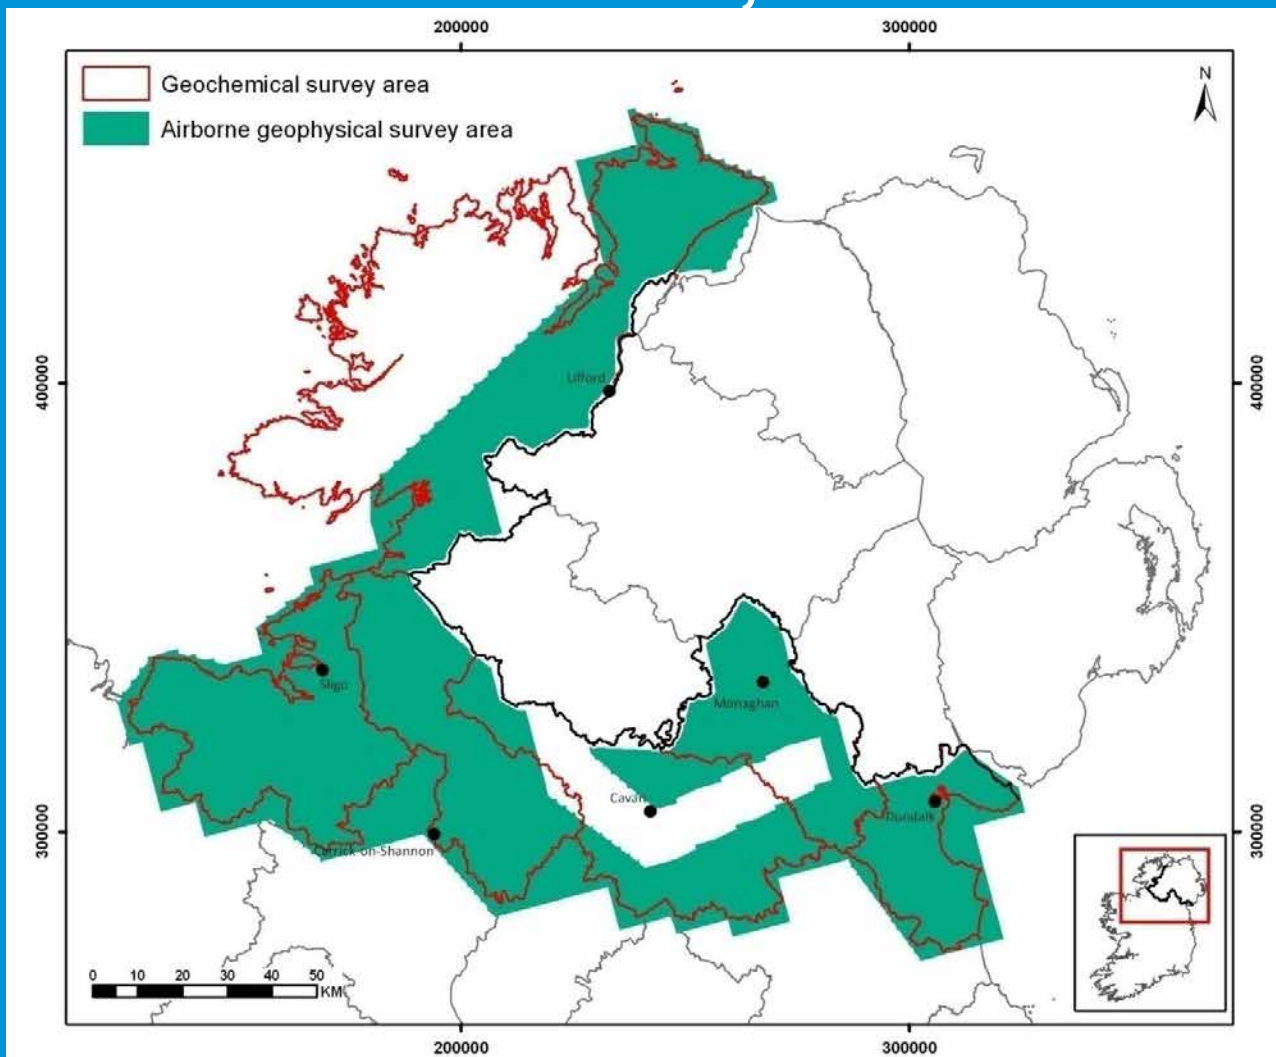 200000
300000
Geochemical survey area
Airborne geophysical survey area
N
400000
400000
Lifford
Sligo
Monaghan
Cavan
Dundalk
300000
300000
Carrick-on-Shannon
0 10 20 30 40 50
KM
200000
300000